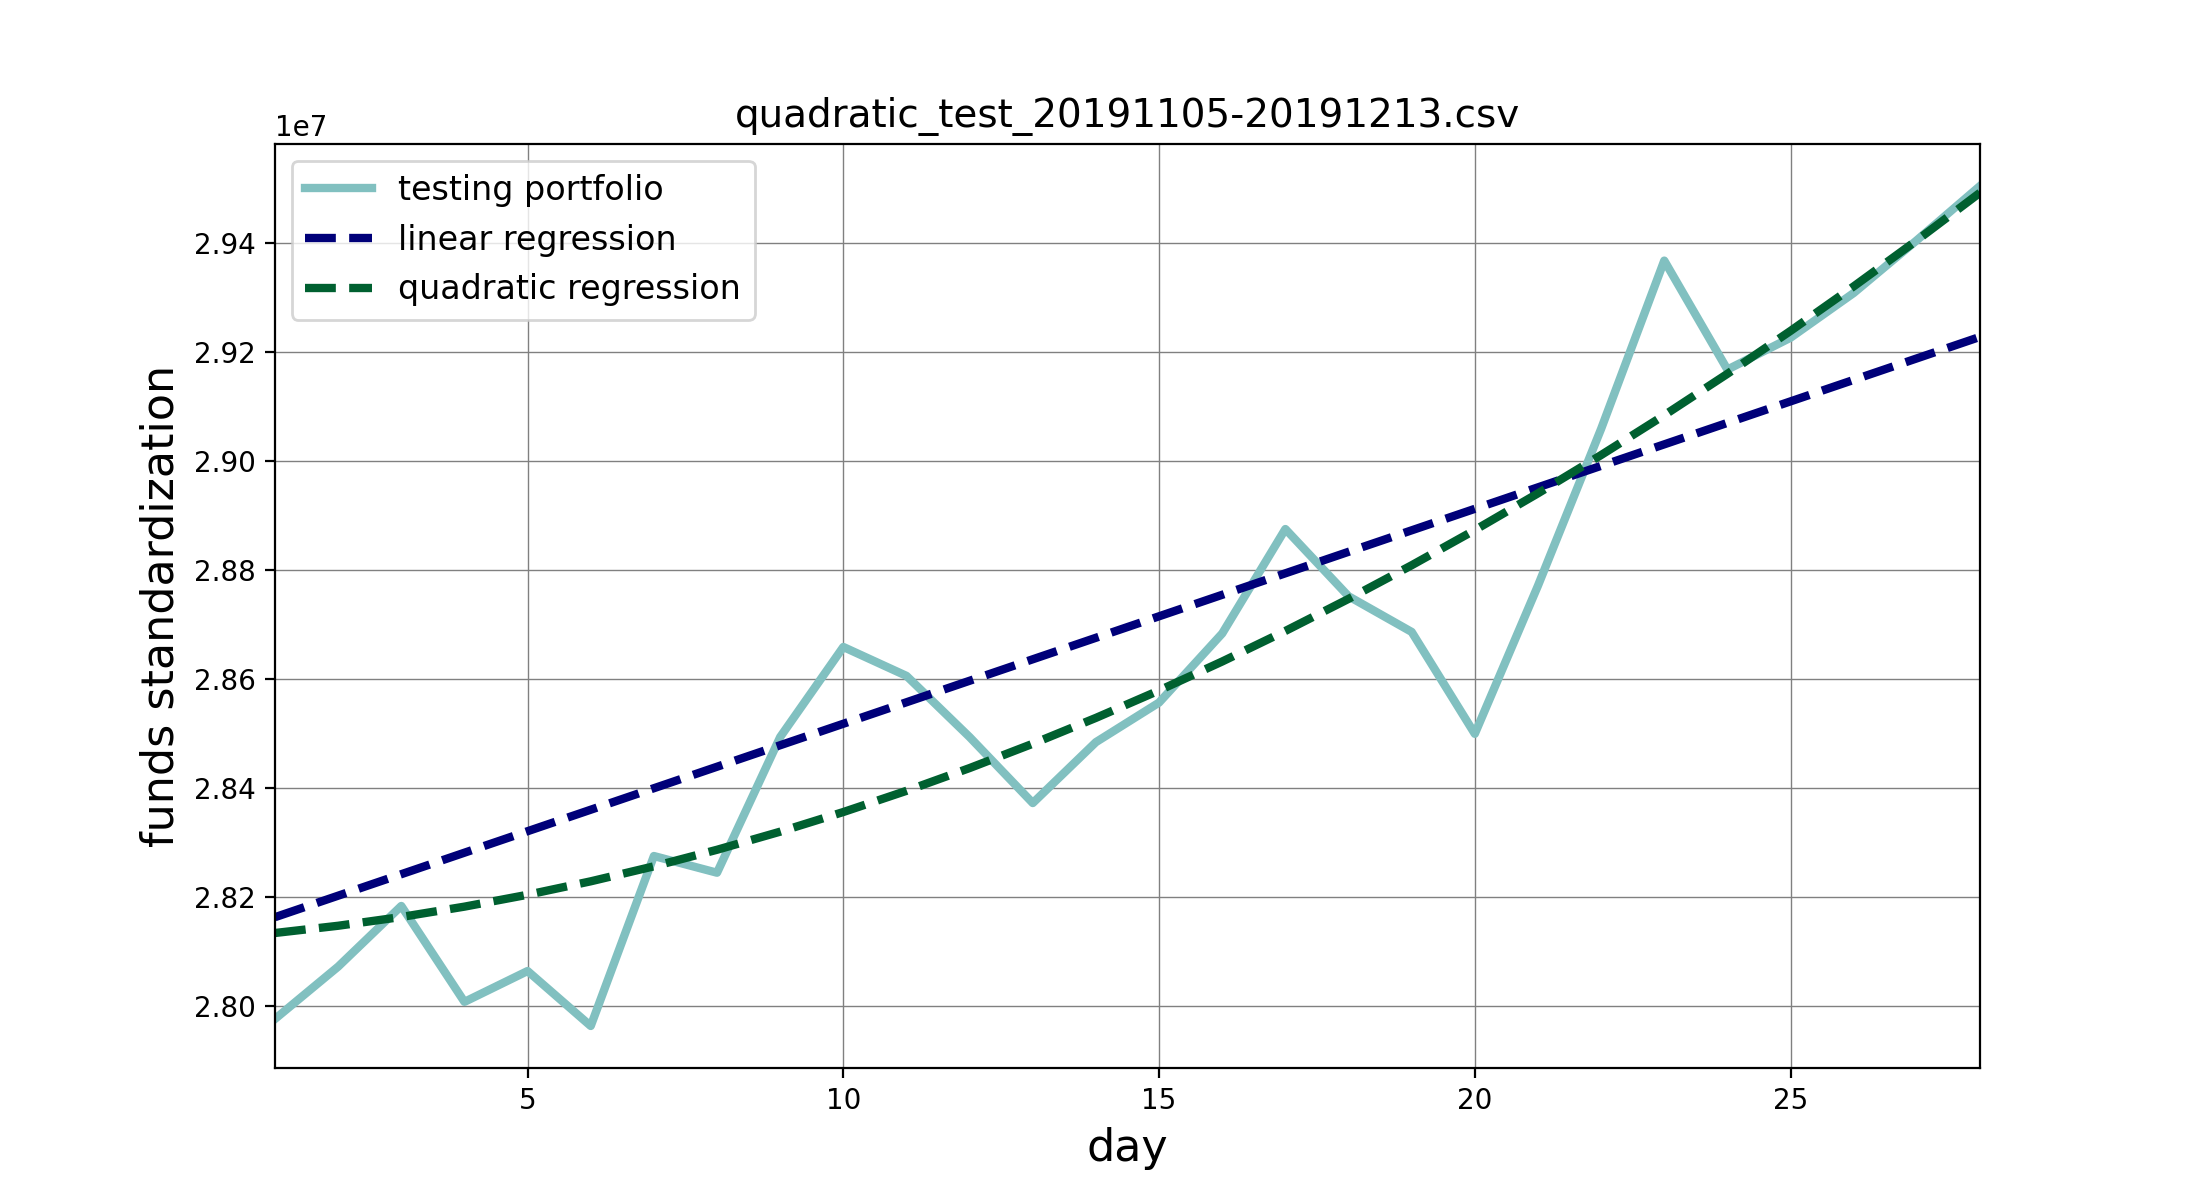 quadratic_test_20191105-20191213.csv
1e7
testing portfolio
linear regression
quadratic regression
2.94
2.92
2.90
2.88
2.86
2.84
2.82
2.80
funds standardization
5 10 15 20 25
day